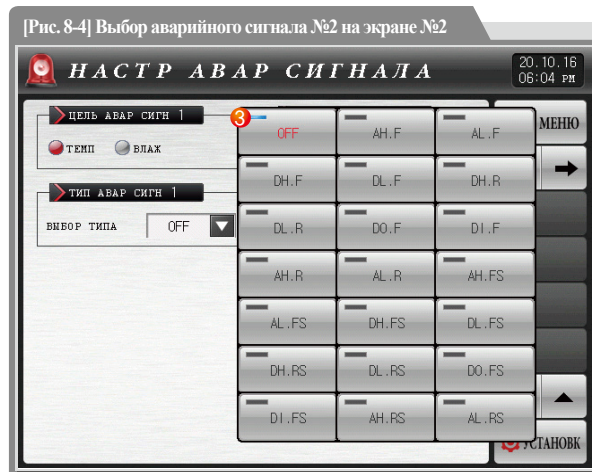 [Рис. 8-4] Выбор аварийного сигнала №2 на экране №2
НАСТР АВАР СИГНАЛА
20.10.16
06:04 PM
ЦЕЛЬ АВАР СИГН 1
ТЕМП ВЛАЖ
ТИП АВАР СИГН 1
ВЫБОР ТИПА OFF
3
OFF AH.F AL.F
DH.F DL.F DH.R
DL.R DO.F DI.F
AH.R AL.R AH.FS
AL.FS DH.FS DL.FS
DH.RS DL.RS DO.FS
DI.FS AH.RS AL.RS
МЕНЮ
УСТАНОВК